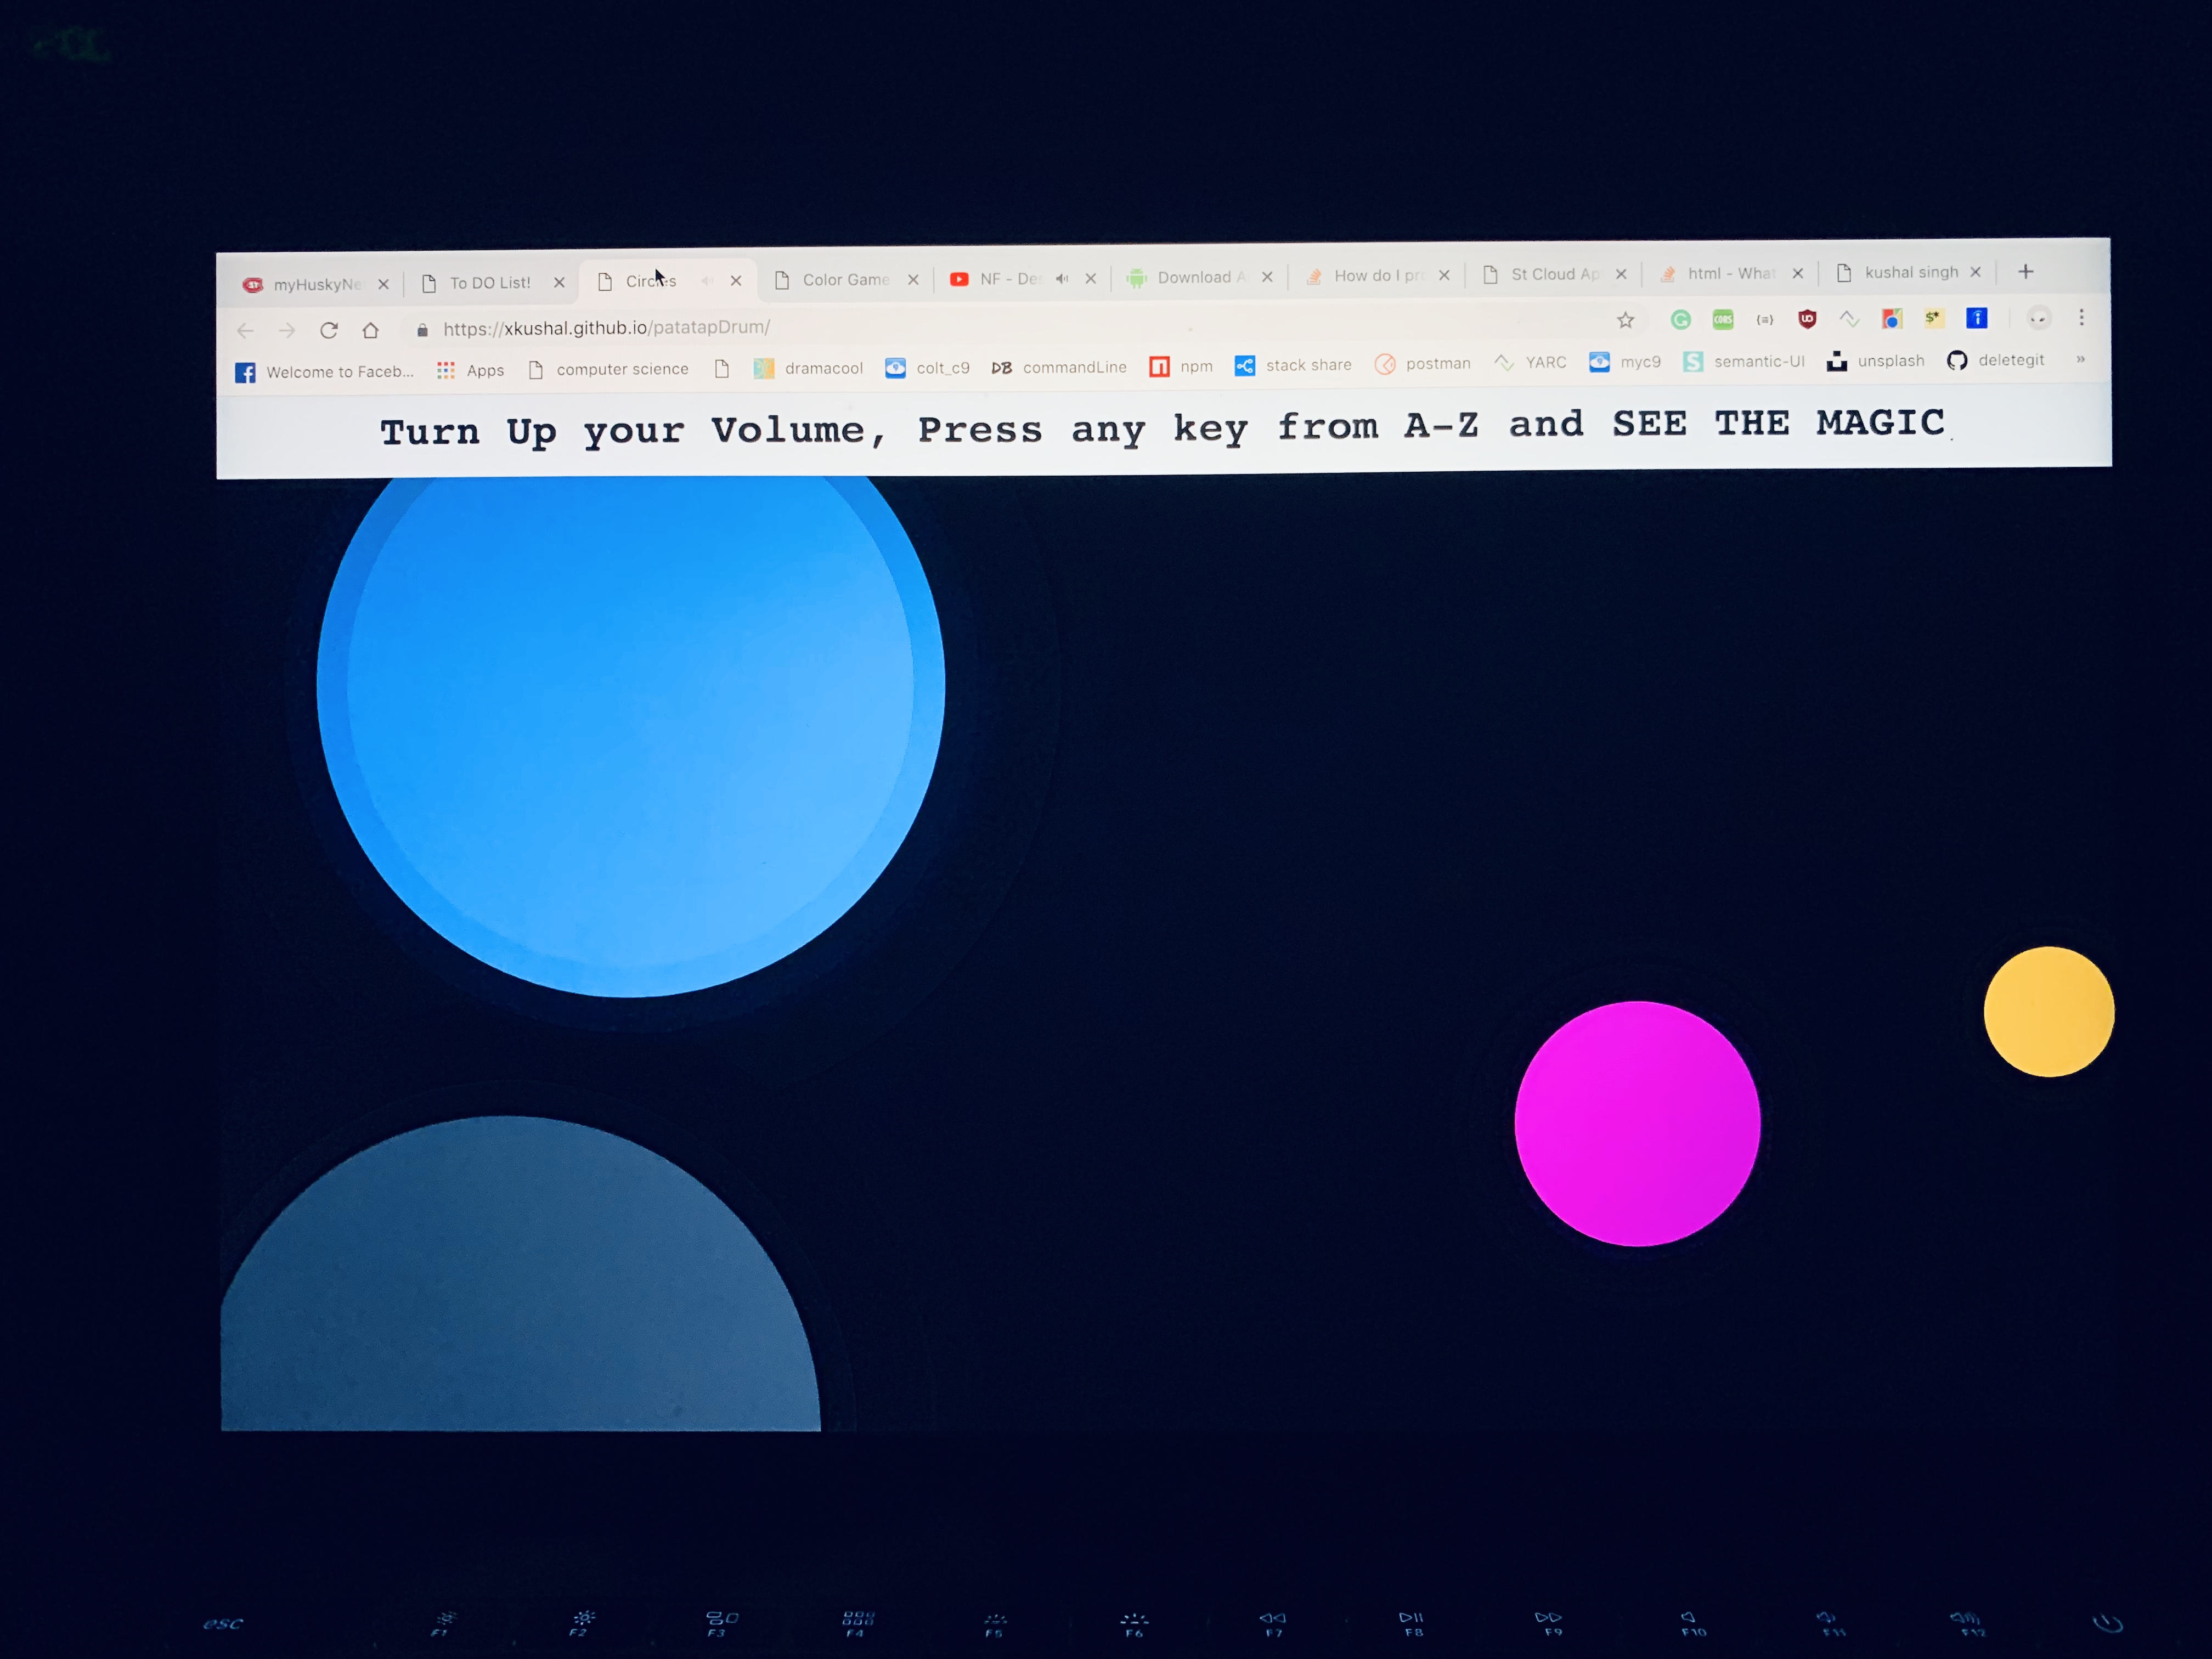 myHuskyNe
To DO List!
Circles
Color Game
NF - De
Download A
How do I pr
St Cloud Ap
html - What
kushal singh
https://xkushal.github.io/patatapDrum/
CORS
Welcome to Faceb...
Apps
computer science
dramacool
colt_c9
DB commandLine
npm
stack share
postman
YARC
myc9
semantic-UI
unsplash
deletegit
»
Turn Up your Volume, Press any key from A-Z and SEE THE MAGIC
esc
F1
F2
F3
F4
F5
F6
F7
F8
F9
F10
F11
F12